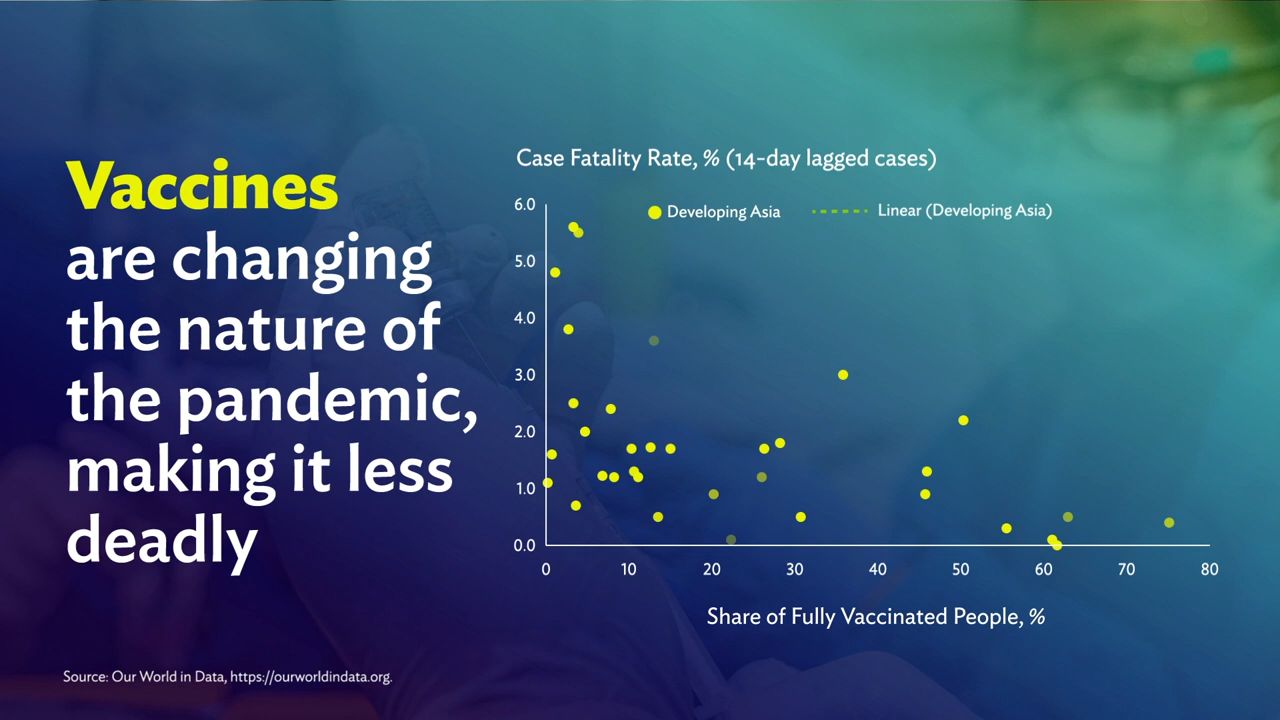 Vaccines
are changing
the nature of
the pandemic,
making it less
deadly
Case Fatality Rate, % (14-day lagged cases)
Developing Asia
Linear (Developing Asia)
6.0
5.0
4.0
3.0
2.0
1.0
0.0
0 10 20 30 40 50 60 70 80
Share of Fully Vaccinated People, %
Source: Our World in Data, https://ourworldindata.org.